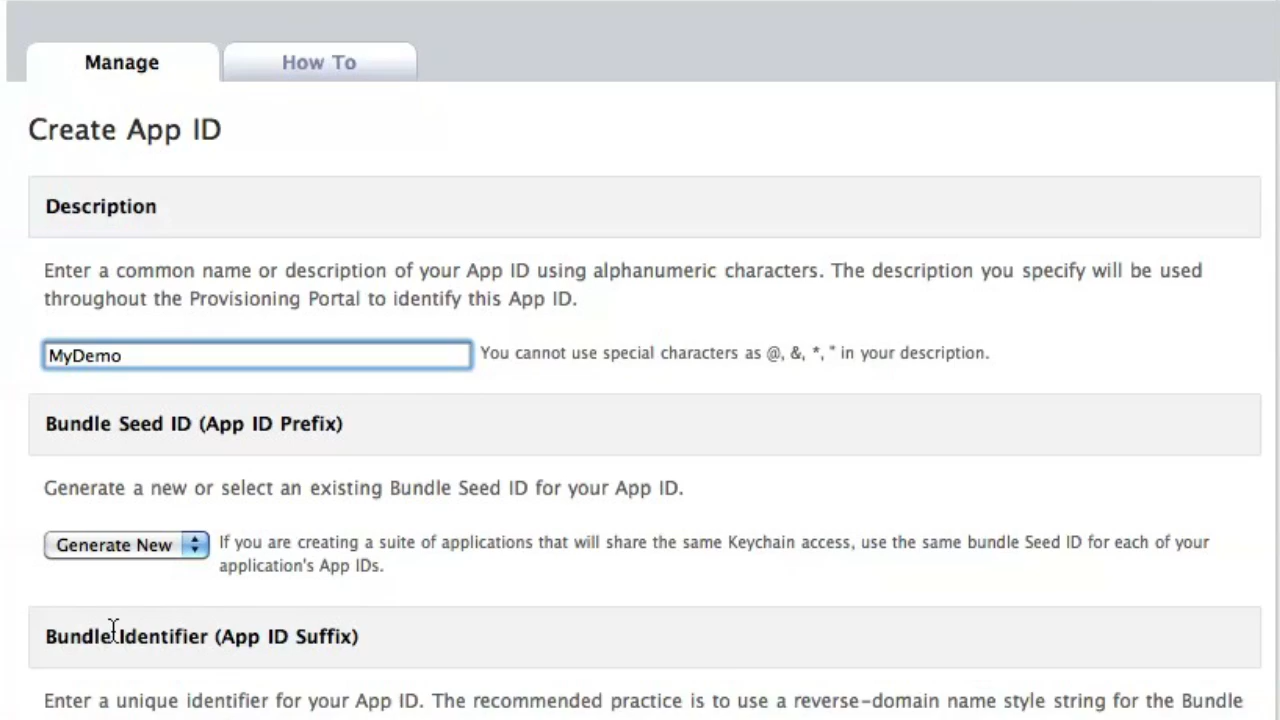 Manage
How To
Create App ID
Description
Enter a common name or description of your App ID using alphanumeric characters. The description you specify will be used
throughout the Provisioning Portal to identify this App ID.
MyDemo
You cannot use special characters as @, &, *, " in your description.
Bundle Seed ID (App ID Prefix)
Generate a new or select an existing Bundle Seed ID for your App ID.
Generate New
If you are creating a suite of applications that will share the same Keychain access, use the same bundle Seed ID for each of your
application's App IDs.
Bundle Identifier (App ID Suffix)
Enter a unique identifier for your App ID. The recommended practice is to use a reverse-domain name style string for the Bundle